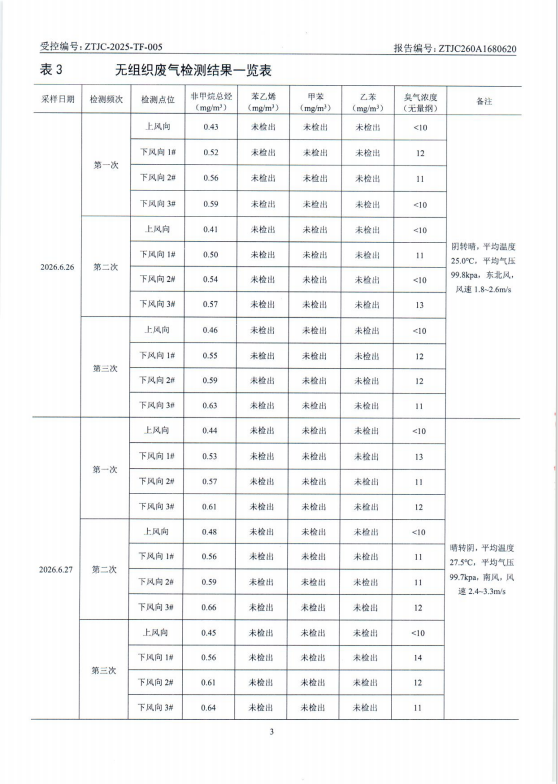 受控编号: ZTJC-2025-TF-005 报告编号: ZTJC260A1680620
表 3 无组织废气检测结果一览表
采样日期 检测频次 检测点位 非甲烷总烃 (mg/m³) 苯乙烯 (mg/m³) 甲苯 (mg/m³) 乙苯 (mg/m³) 臭气浓度 (无量纲) 备注
2026.6.26 第一次 上风向 0.43 未检出 未检出 未检出 <10
下风向 1# 0.52 未检出 未检出 未检出 12
下风向 2# 0.56 未检出 未检出 未检出 11
下风向 3# 0.59 未检出 未检出 未检出 <10
第二次 上风向 0.41 未检出 未检出 未检出 <10
下风向 1# 0.50 未检出 未检出 未检出 11
下风向 2# 0.54 未检出 未检出 未检出 <10
下风向 3# 0.57 未检出 未检出 未检出 13
第三次 上风向 0.46 未检出 未检出 未检出 <10
下风向 1# 0.55 未检出 未检出 未检出 12
下风向 2# 0.59 未检出 未检出 未检出 12
下风向 3# 0.63 未检出 未检出 未检出 11
阴转晴，平均温度
25.0℃，平均气压
99.8kpa，东北风，
风速 1.8~2.6m/s
2026.6.27 第一次 上风向 0.44 未检出 未检出 未检出 <10
下风向 1# 0.53 未检出 未检出 未检出 13
下风向 2# 0.57 未检出 未检出 未检出 11
下风向 3# 0.61 未检出 未检出 未检出 12
第二次 上风向 0.48 未检出 未检出 未检出 <10
下风向 1# 0.56 未检出 未检出 未检出 11
下风向 2# 0.59 未检出 未检出 未检出 11
下风向 3# 0.66 未检出 未检出 未检出 12
第三次 上风向 0.45 未检出 未检出 未检出 <10
下风向 1# 0.56 未检出 未检出 未检出 14
下风向 2# 0.61 未检出 未检出 未检出 12
下风向 3# 0.64 未检出 未检出 未检出 11
晴转阴，平均温度
27.5℃，平均气压
99.7kpa，南风，风
速 2.4~3.3m/s
3